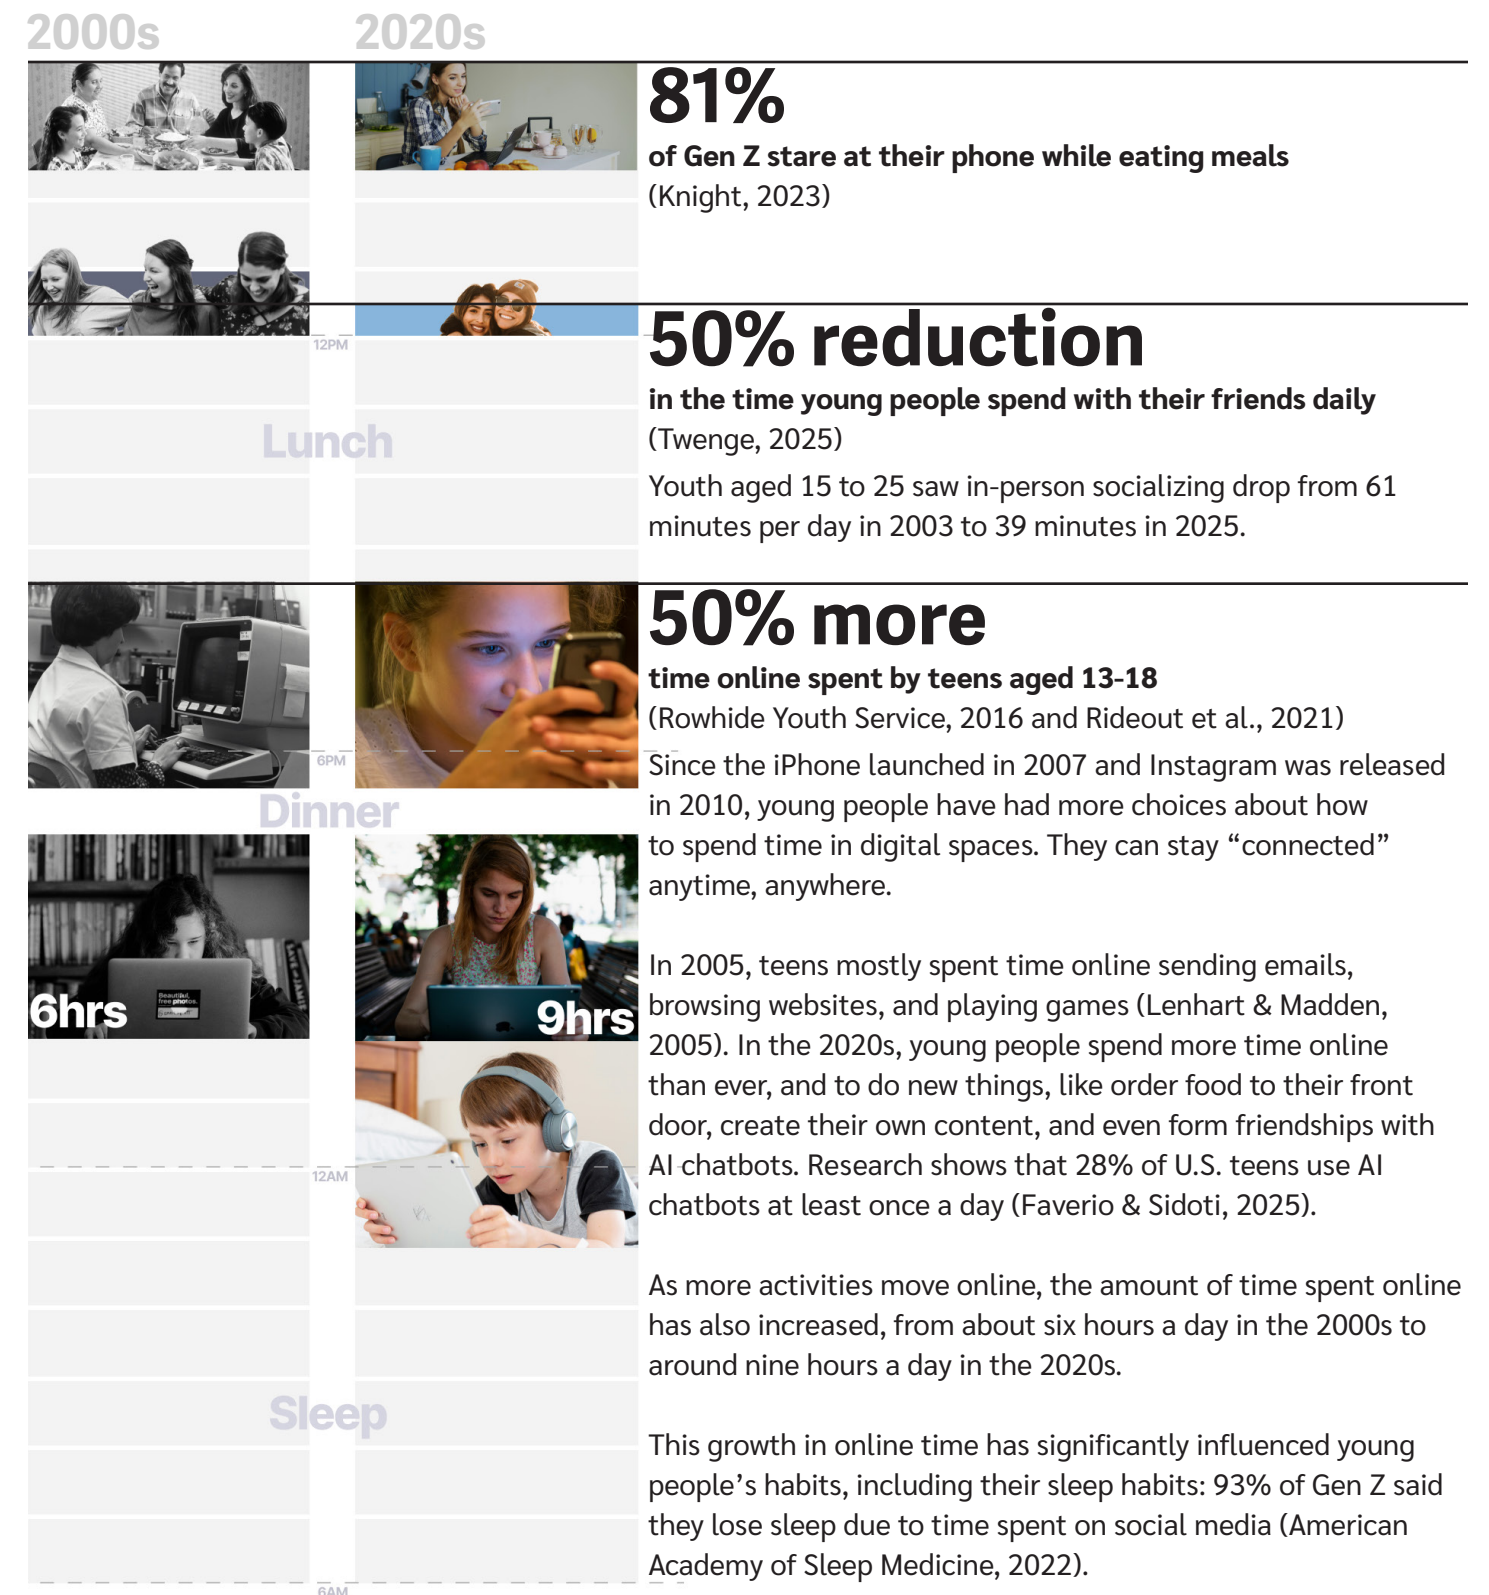 2000s
2020s
81%
of Gen Z stare at their phone while eating meals
(Knight, 2023)
50% reduction
12PM
in the time young people spend with their friends daily
(Twenge, 2025)
Lunch
Youth aged 15 to 25 saw in-person socializing drop from 61
minutes per day in 2003 to 39 minutes in 2025.
50% more
time online spent by teens aged 13-18
(Rowhide Youth Service, 2016 and Rideout et al., 2021)
6PM
Since the iPhone launched in 2007 and Instagram was released
in 2010, young people have had more choices about how
to spend time in digital spaces. They can stay “connected”
anytime, anywhere.
Dinner
In 2005, teens mostly spent time online sending emails,
browsing websites, and playing games (Lenhart & Madden,
2005). In the 2020s, young people spend more time online
than ever, and to do new things, like order food to their front
door, create their own content, and even form friendships with
AI chatbots. Research shows that 28% of U.S. teens use AI
chatbots at least once a day (Faverio & Sidoti, 2025).
Beautiful,
free photos.
6hrs
9hrs
12AM
As more activities move online, the amount of time spent online
has also increased, from about six hours a day in the 2000s to
around nine hours a day in the 2020s.
Sleep
This growth in online time has significantly influenced young
people’s habits, including their sleep habits: 93% of Gen Z said
they lose sleep due to time spent on social media (American
Academy of Sleep Medicine, 2022).
6AM